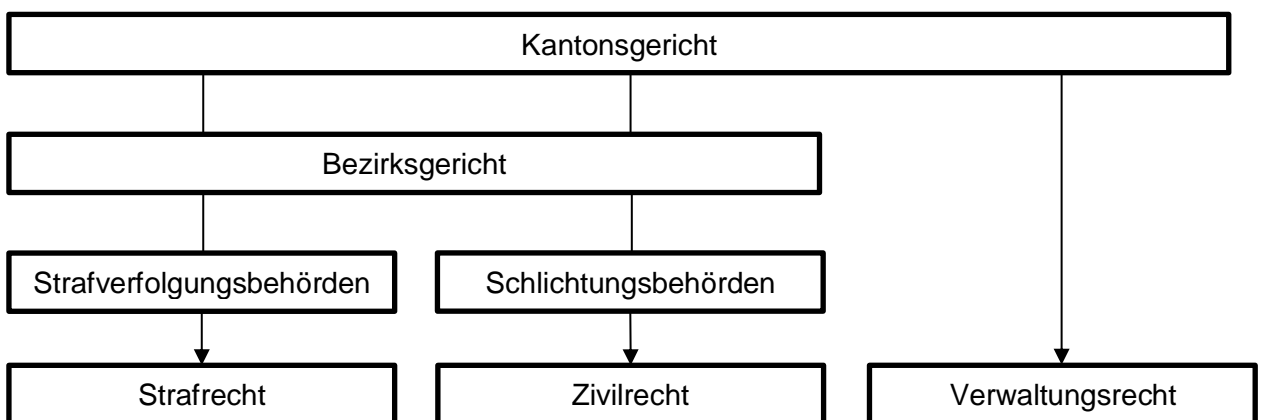 Kantonsgericht
Bezirksgericht
Strafverfolgungsbehörden
Schlichtungsbehörden
Strafrecht
Zivilrecht
Verwaltungsrecht